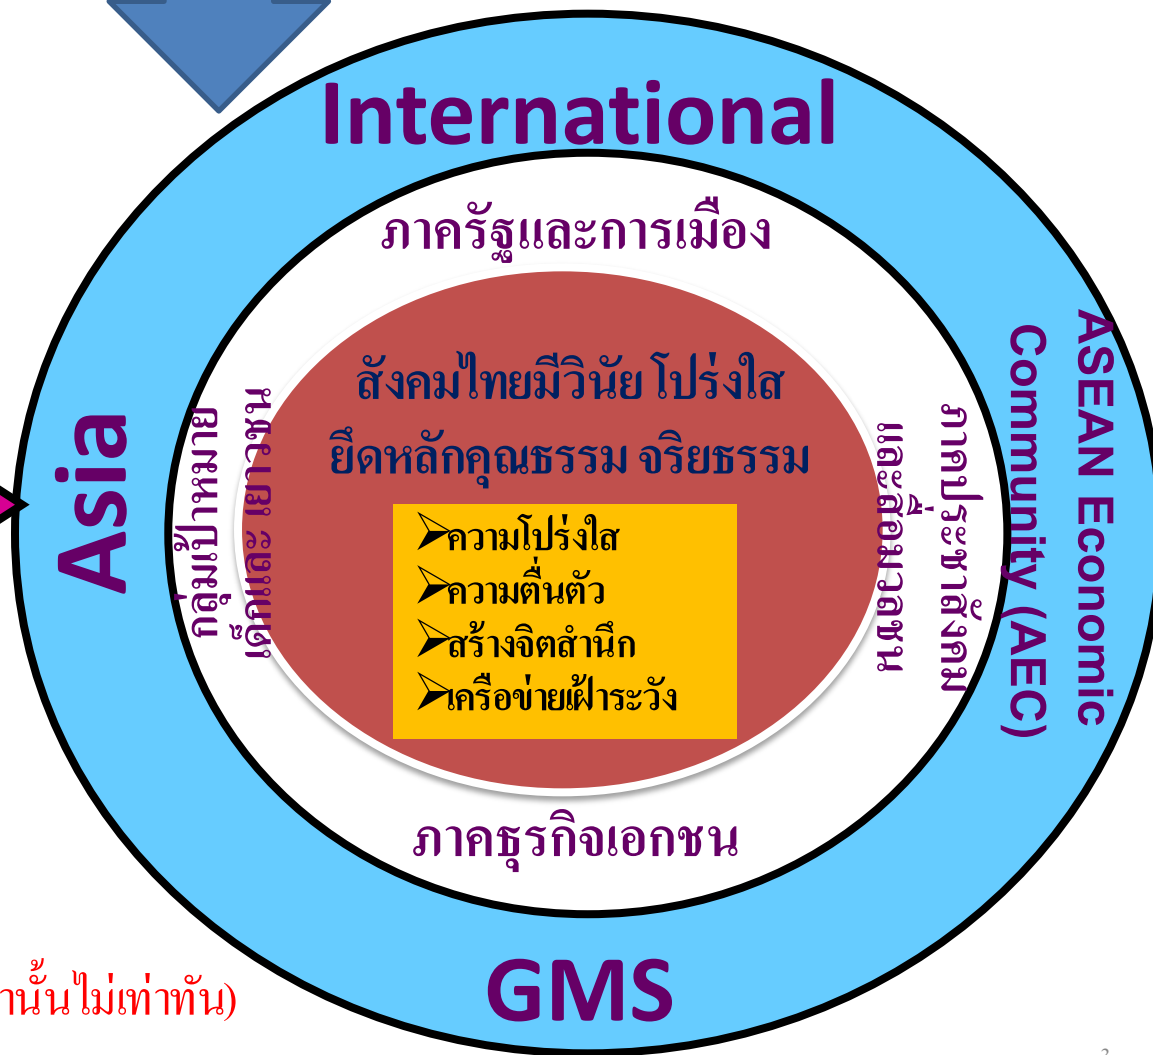 International
ภาครัฐและการเมือง
สังคมไทยมีวินัย โปร่งใส
ยึดหลักคุณธรรม จริยธรรม
➢ความโปร่งใส
➢ความตื่นตัว
➢สร้างจิตสำนึก
➢เครือข่ายเฝ้าระวัง
Asia
กลุ่มเป้าหมาย
เด็กและ เยาวชน
ภาคประชาสังคม
และสื่อมวลชน
ASEAN Economic
Community (AEC)
ภาคธุรกิจเอกชน
GMS
านั้นไม่เท่าทัน)